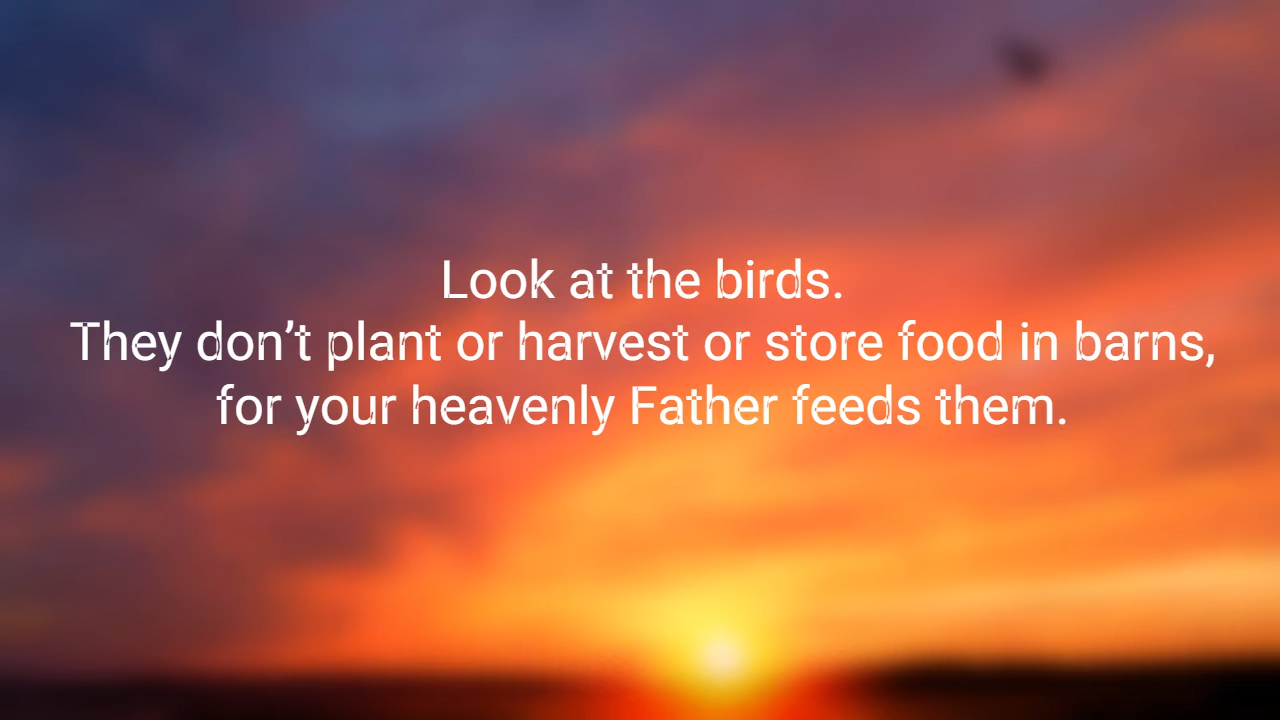 Look at the birds.
They don’t plant or harvest or store food in barns,
for your heavenly Father feeds them.